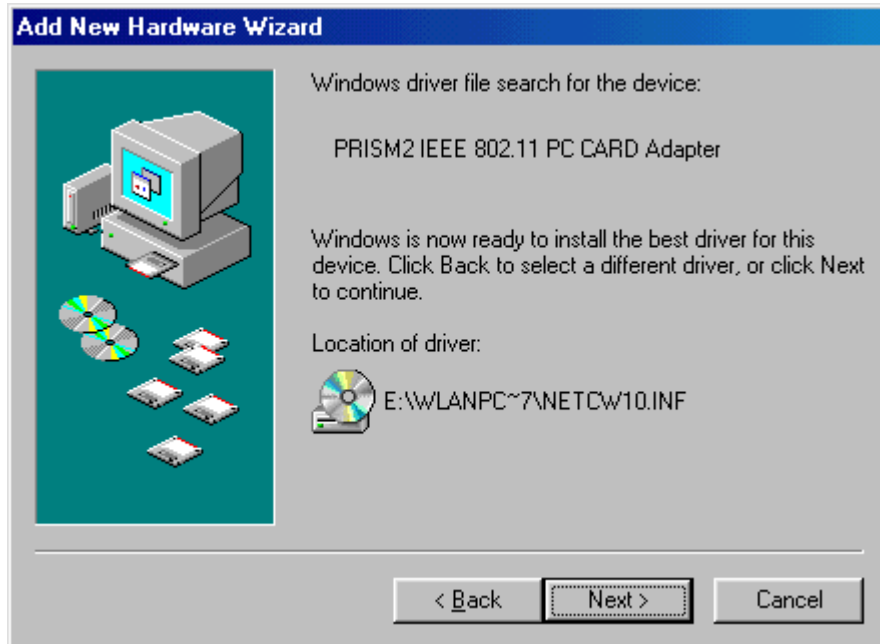 Add New Hardware Wizard
Windows driver file search for the device:
PRISM2 IEEE 802.11 PC CARD Adapter
Windows is now ready to install the best driver for this
device. Click Back to select a different driver, or click Next
to continue.
Location of driver:
E:\WLANPC~7\NETCW10.INF
< Back
Next >
Cancel